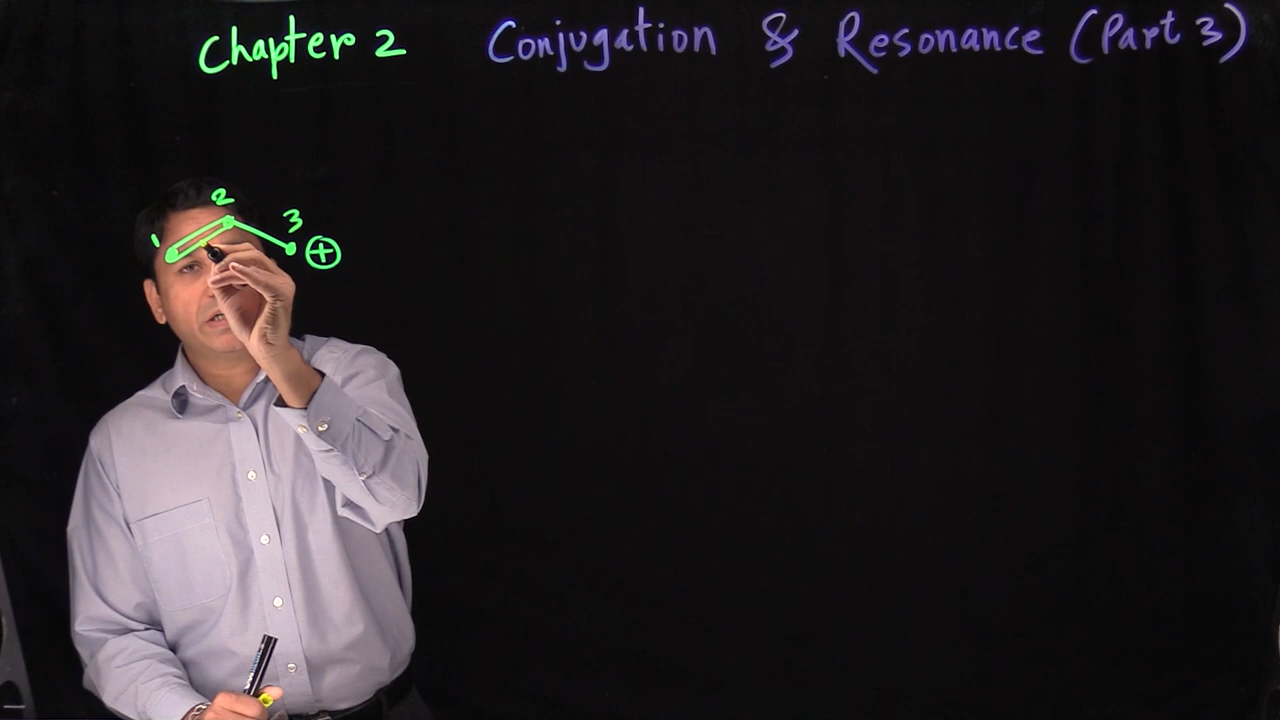 Chapter 2 Conjugation & Resonance (Part 3)
1 2 3 ⊕